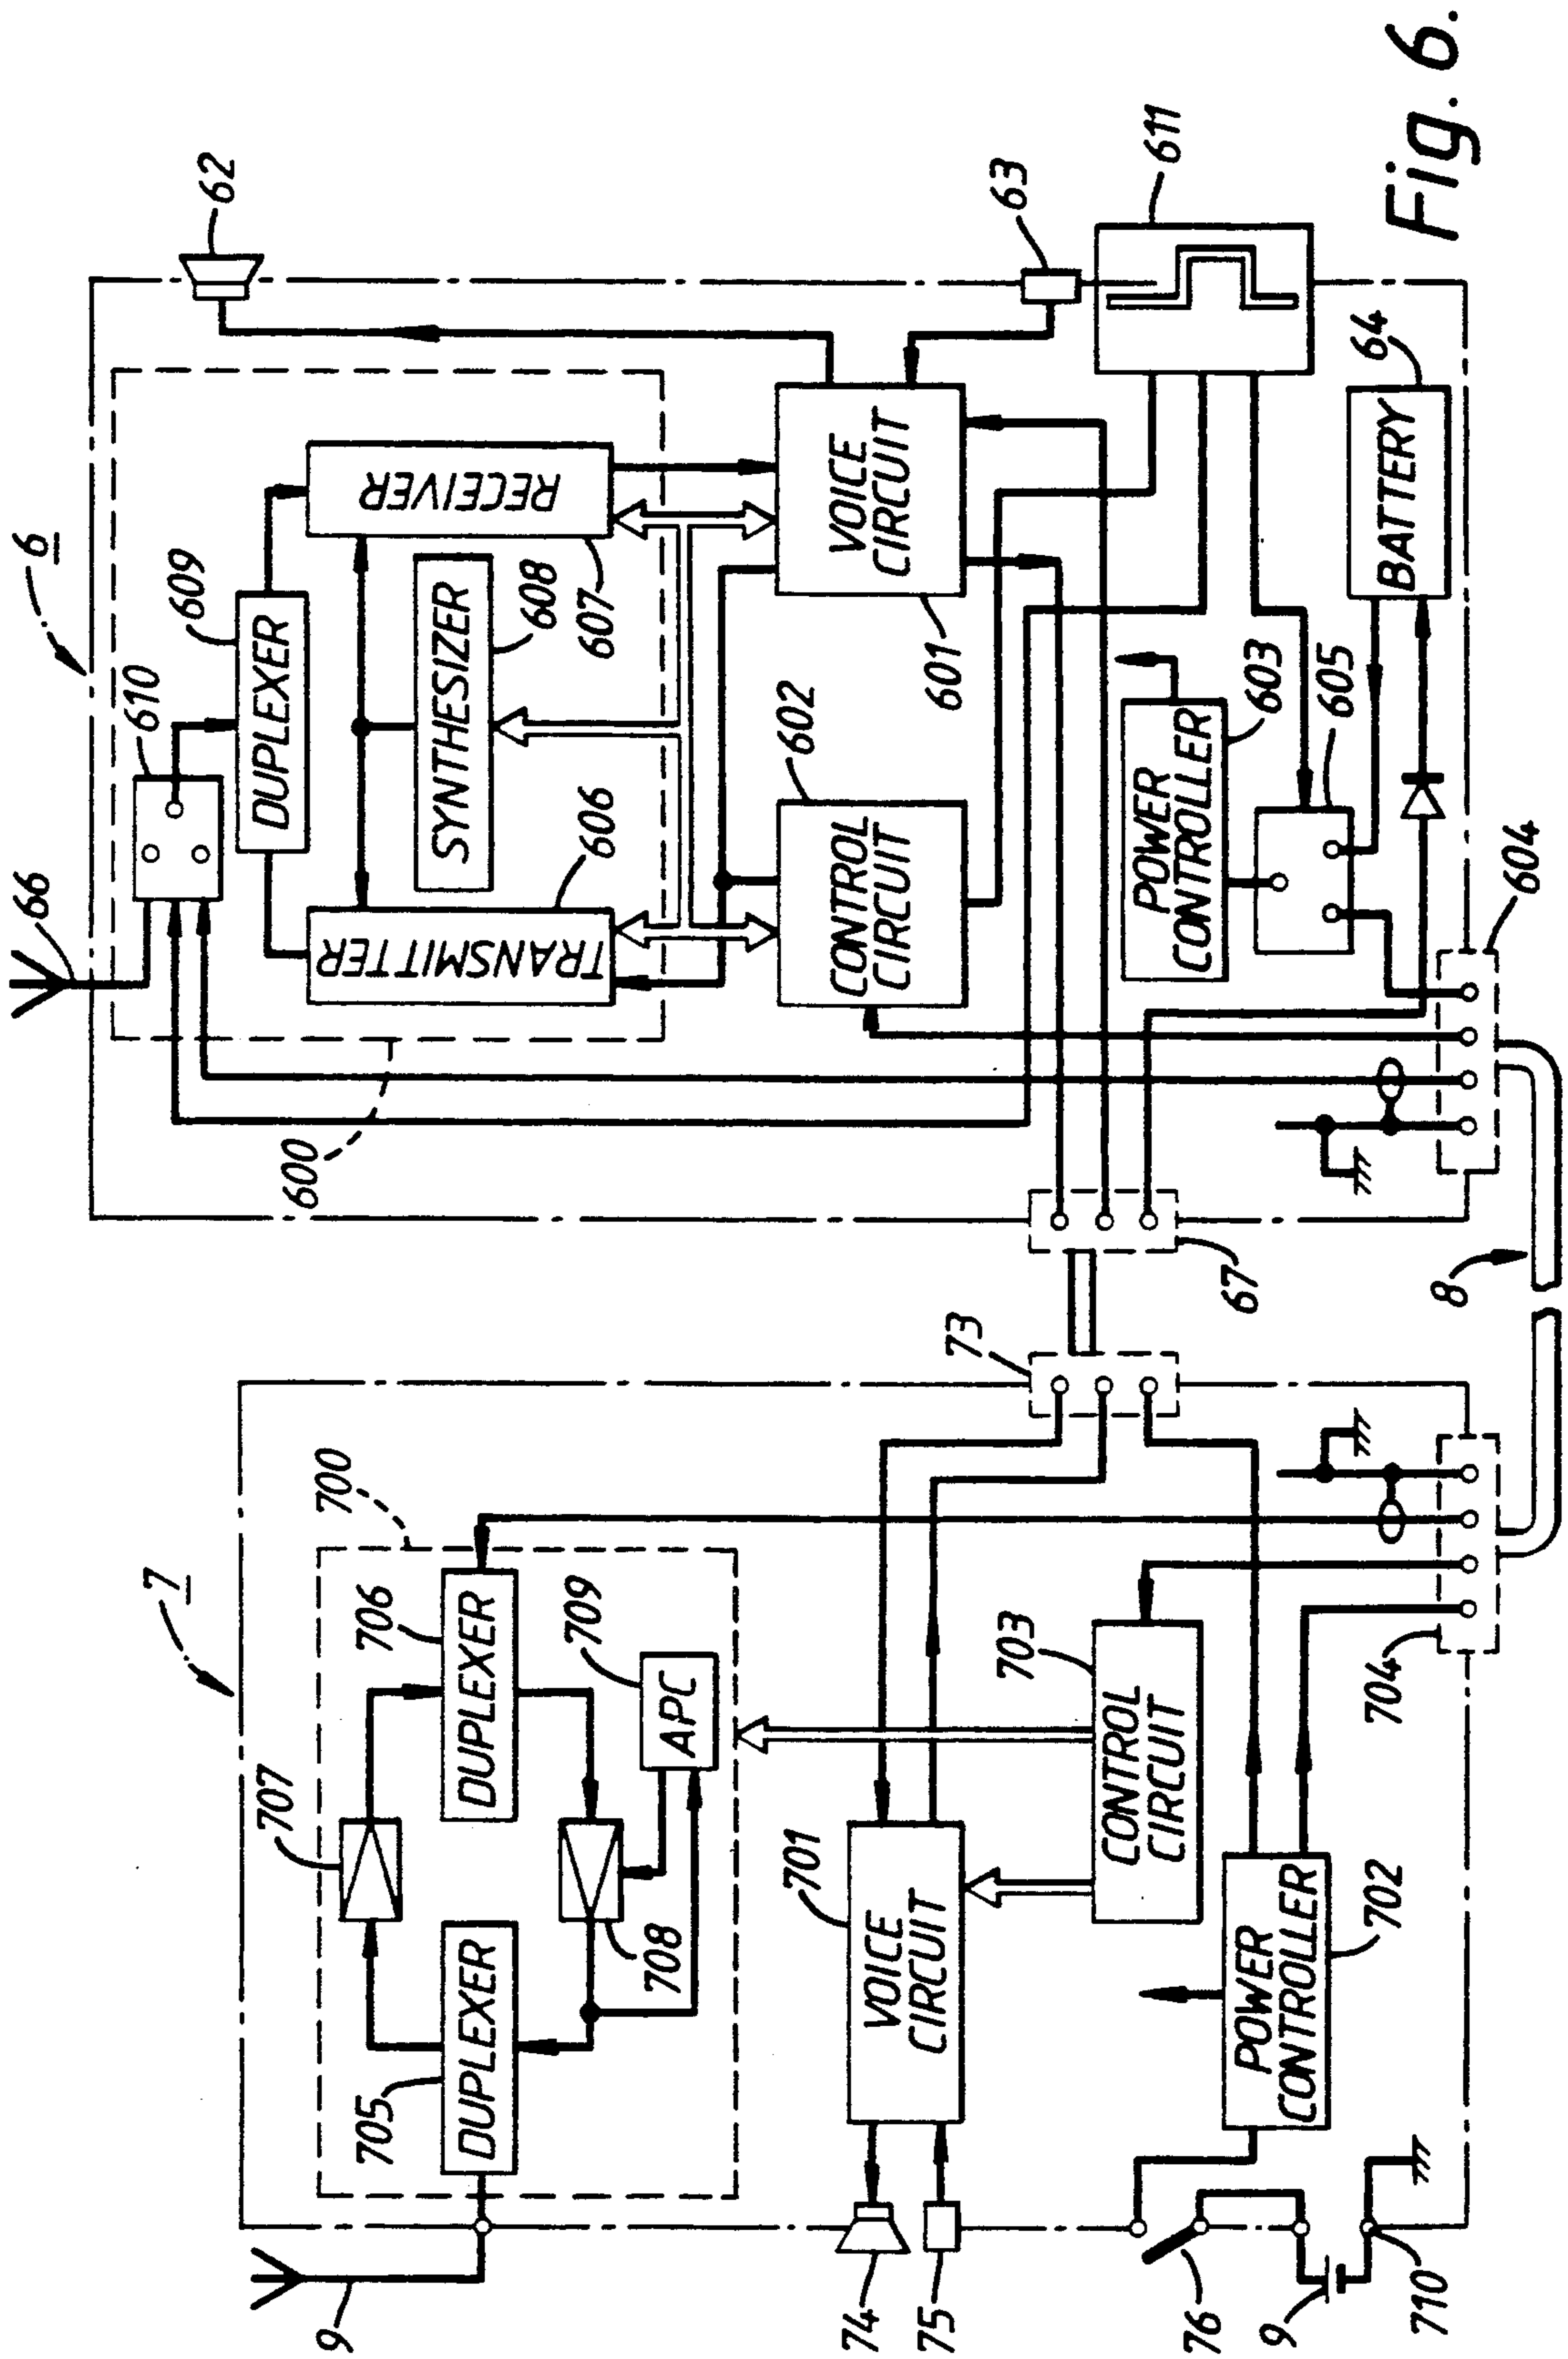 66
6
7
610
609
62
9
707
700
600
DUPLEXER
705
DUPLEXER
706
DUPLEXER
TRANSMITTER
SYNTHESIZER
RECEIVER
709
606
608
607
708
APC
701
602
74
VOICE
CIRCUIT
CONTROL
CIRCUIT
VOICE
CIRCUIT
75
703
73
601
63
CONTROL
CIRCUIT
POWER
CONTROLLER
611
76
67
603
POWER
CONTROLLER
605
9
702
64
BATTERY
710
704
8
604
Fig. 6.